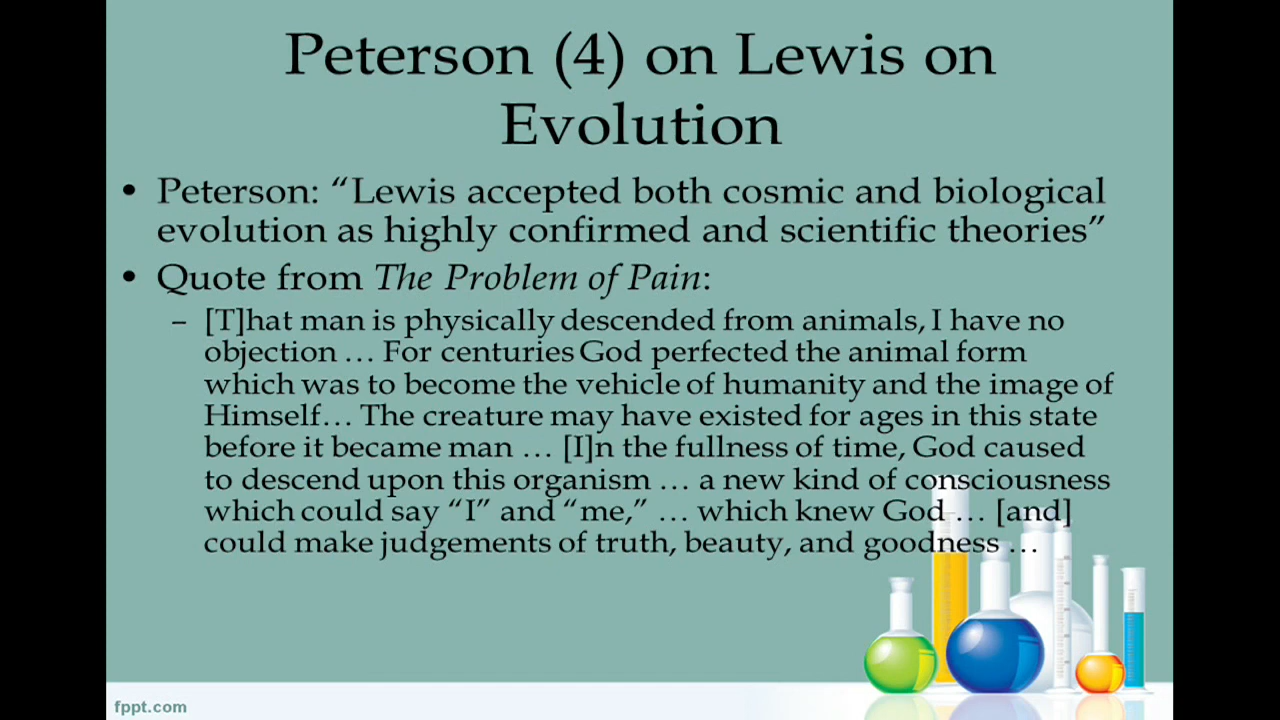 Peterson (4) on Lewis on
Evolution
• Peterson: “Lewis accepted both cosmic and biological
evolution as highly confirmed and scientific theories”
• Quote from The Problem of Pain:
– [T]hat man is physically descended from animals, I have no
objection … For centuries God perfected the animal form
which was to become the vehicle of humanity and the image of
Himself… The creature may have existed for ages in this state
before it became man … [I]n the fullness of time, God caused
to descend upon this organism … a new kind of consciousness
which could say “I” and “me,” … which knew God … [and]
could make judgements of truth, beauty, and goodness …
fppt.com